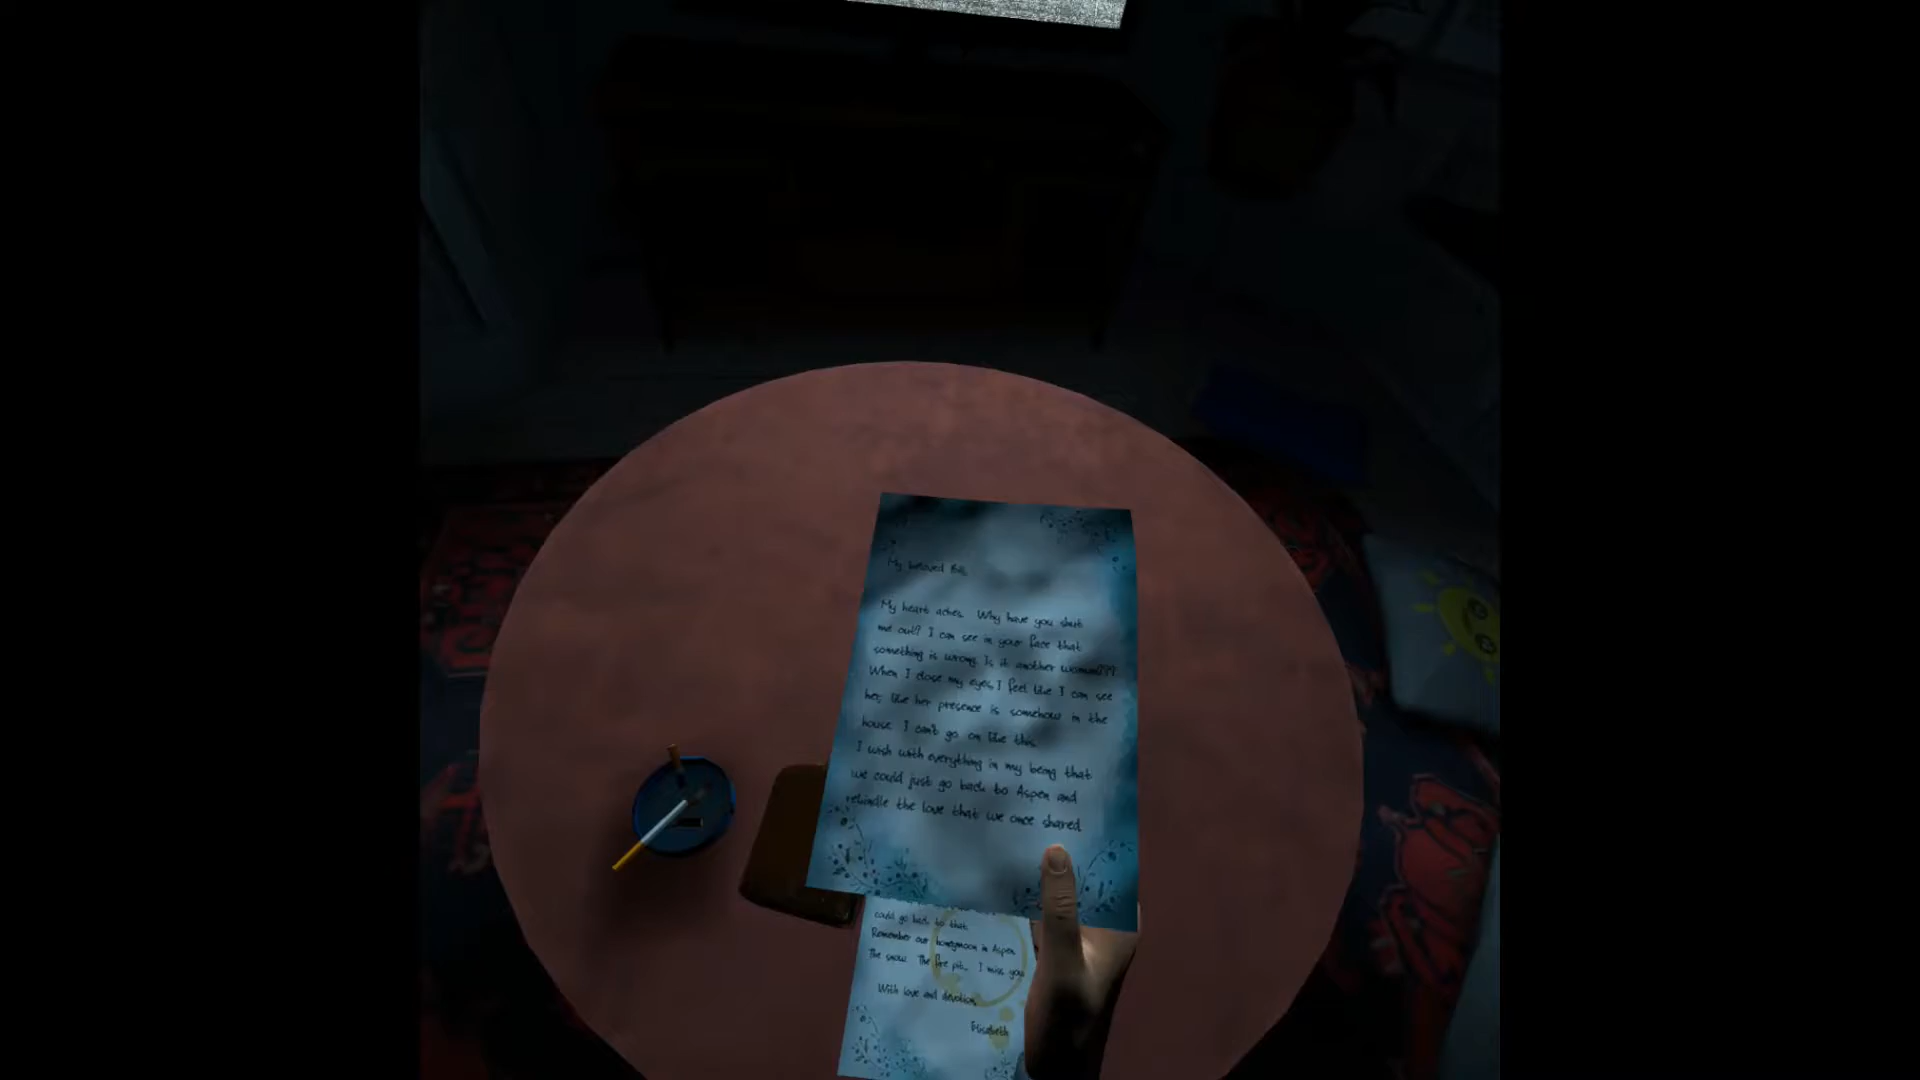 My beloved Bill,
My heart aches. Why have you shut
me out? I can see in your face that
something is wrong. Is it another woman???
When I close my eyes, I feel like I can see
her, like her presence is somehow in the
house. I can't go on like this.
I wish with everything in my being that
we could just go back to Aspen and
rekindle the love that we once shared.
could go back to that.
Remember our honeymoon in Aspen.
The snow. The fire pit. I miss you
With love and devotion,
Elisabeth